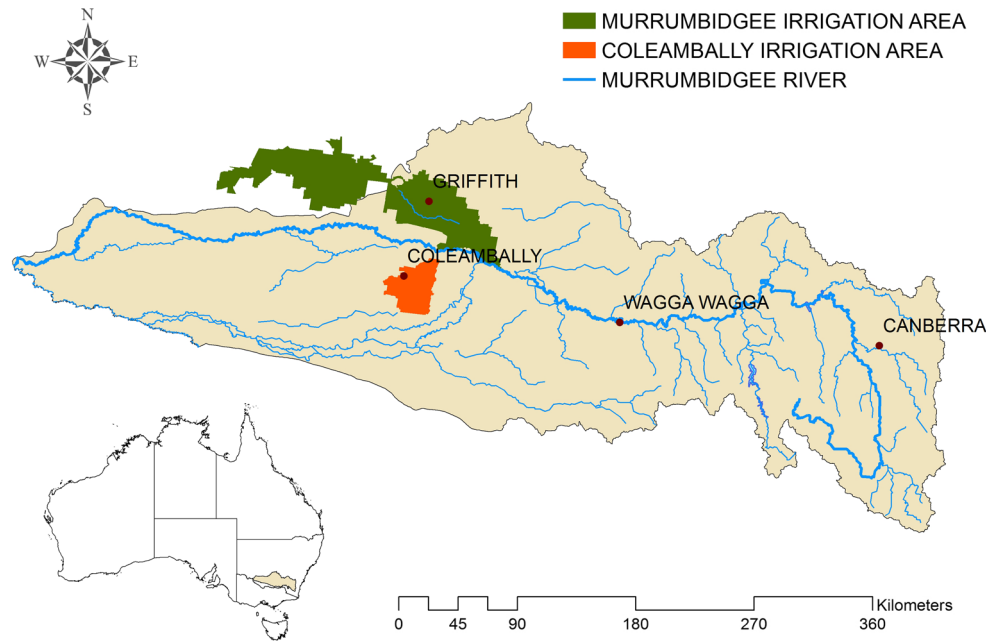 N
W E
S
MURRUMBIDGEE IRRIGATION AREA
COLEAMBALLY IRRIGATION AREA
MURRUMBIDGEE RIVER
GRIFFITH
COLEAMBALLY
WAGGA WAGGA
CANBERRA
Kilometers
0 45 90 180 270 360